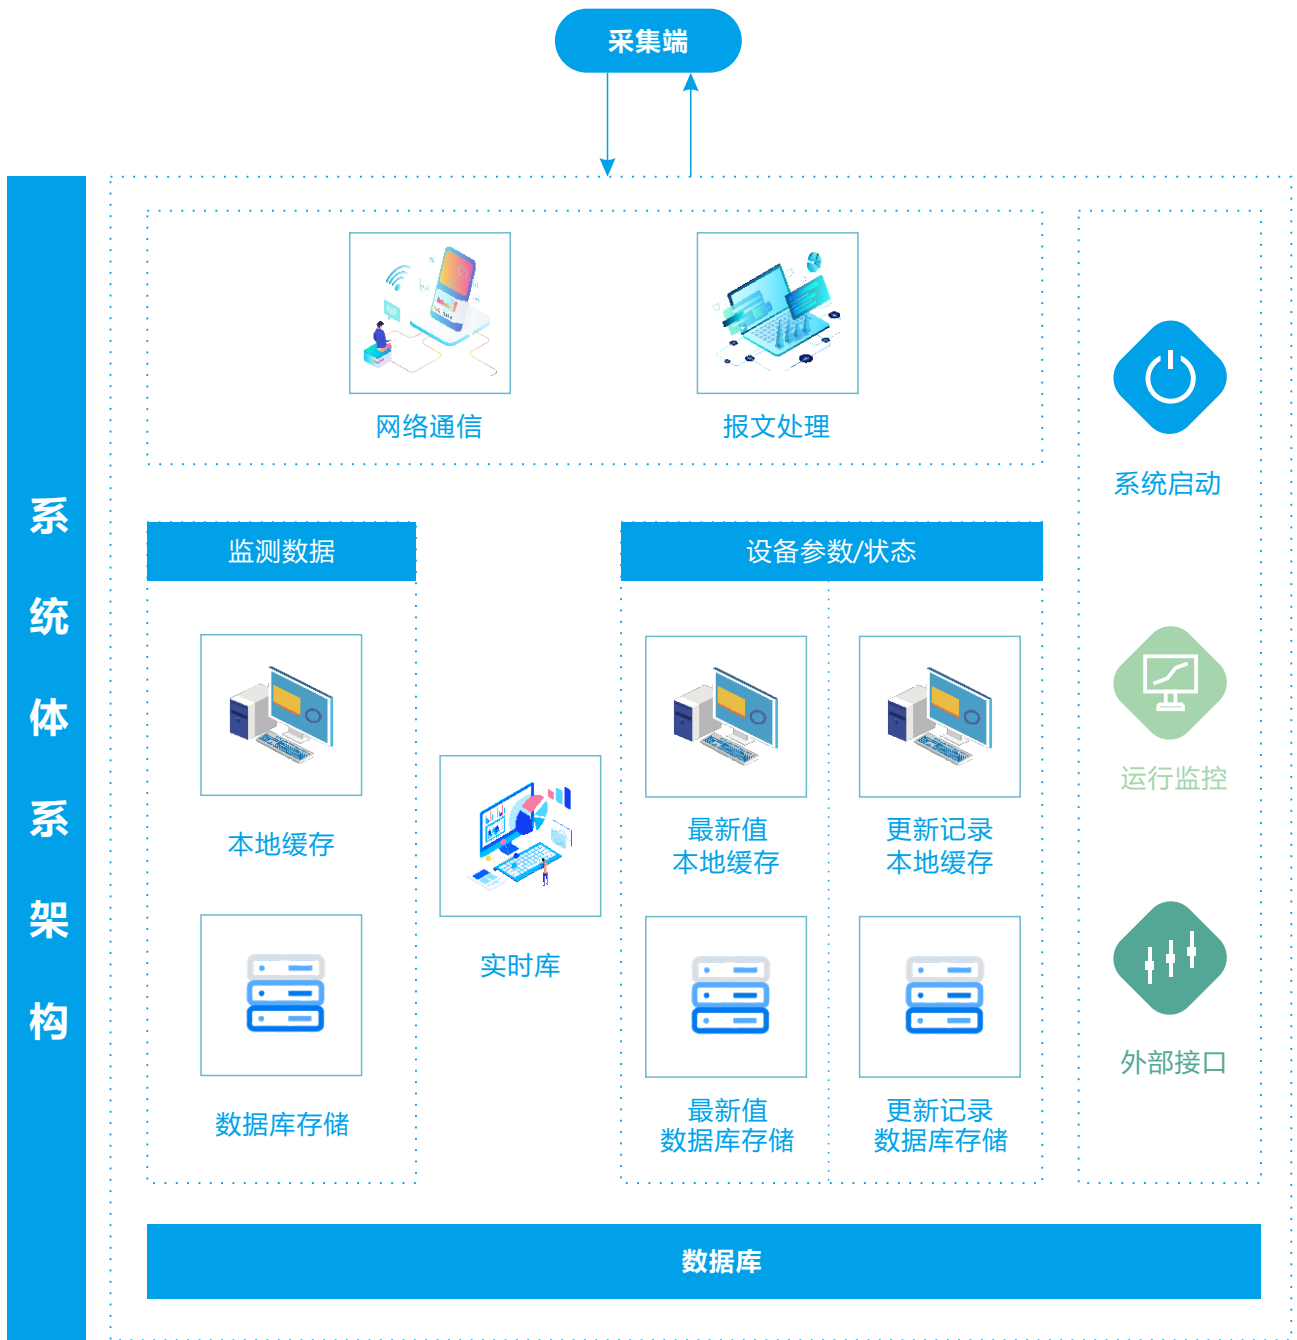 采集端
系
统
体
系
架
构
网络通信
报文处理
系统启动
监测数据
设备参数/状态
运行监控
本地缓存
最新值
本地缓存
更新记录
本地缓存
实时库
外部接口
数据库存储
最新值
数据库存储
更新记录
数据库存储
数据库